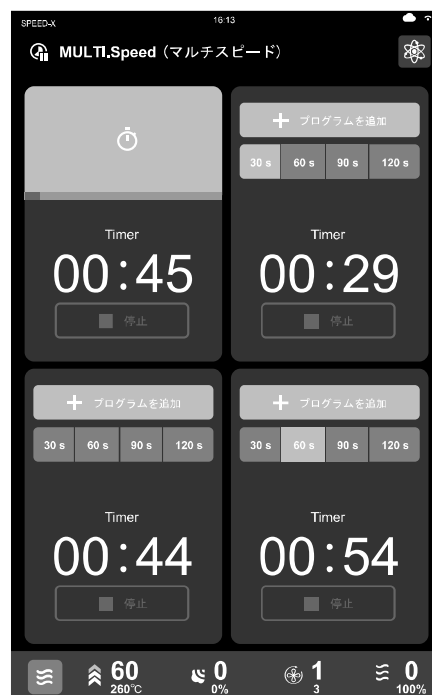 SPEED-X 16:13
MULTI.Speed（マルチスピード）
Timer
00:45
停止
プログラムを追加
30 s 60 s 90 s 120 s
Timer
00:29
停止
プログラムを追加
30 s 60 s 90 s 120 s
Timer
00:44
停止
プログラムを追加
30 s 60 s 90 s 120 s
Timer
00:54
停止
60 0 1 0
260°C 0% 3 100%